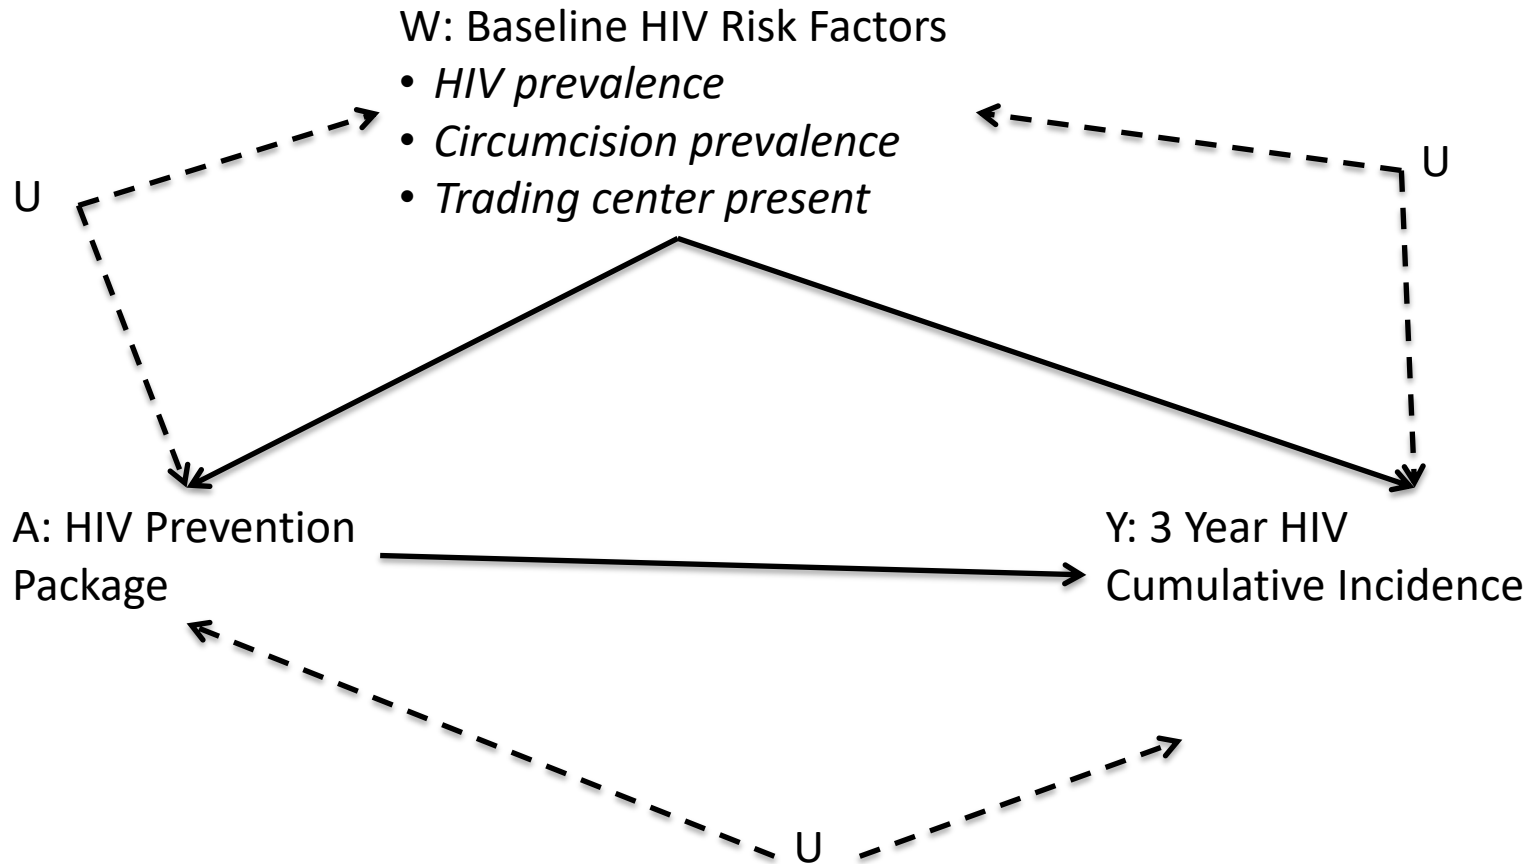 W: Baseline HIV Risk Factors
• HIV prevalence
• Circumcision prevalence
• Trading center present
U
U
A: HIV Prevention
Package
Y: 3 Year HIV
Cumulative Incidence
U